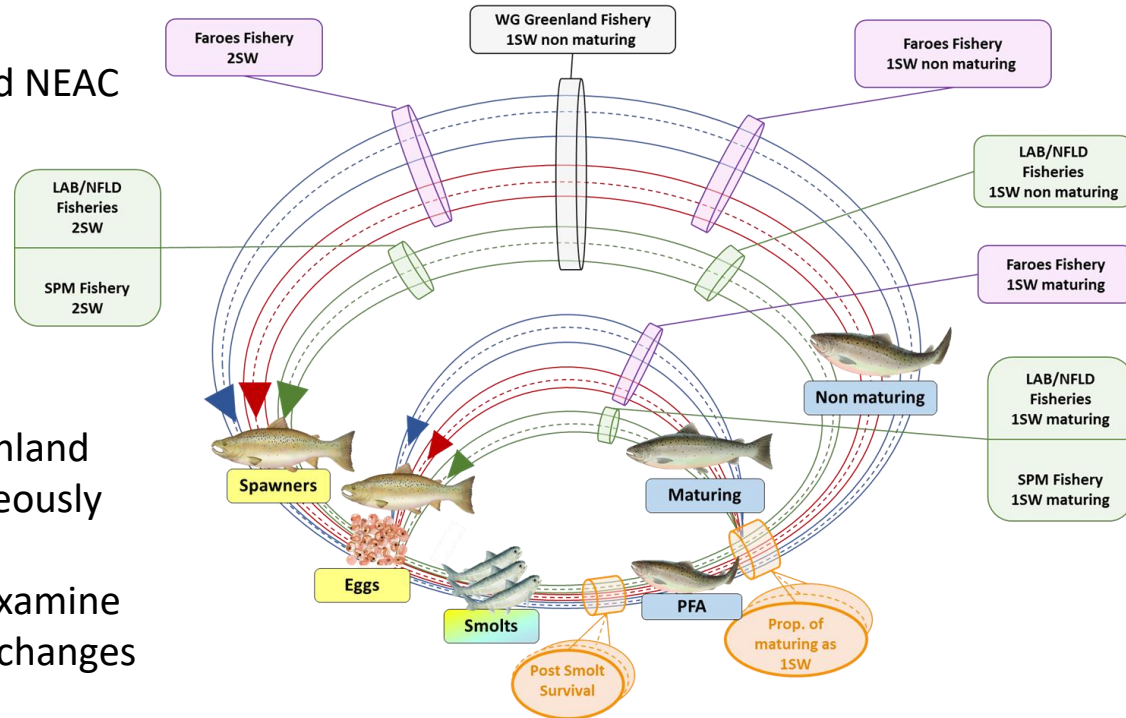 d NEAC
nland
eously
xamine
changes
Faroes Fishery
2SW
WG Greenland Fishery
1SW non maturing
Faroes Fishery
1SW non maturing
LAB/NFLD
Fisheries
2SW
SPM Fishery
2SW
LAB/NFLD
Fisheries
1SW non maturing
Faroes Fishery
1SW maturing
LAB/NFLD
Fisheries
1SW maturing
SPM Fishery
1SW maturing
Non maturing
Maturing
Spawners
Eggs
Smolts
PFA
Post Smolt
Survival
Prop. of
maturing as
1SW